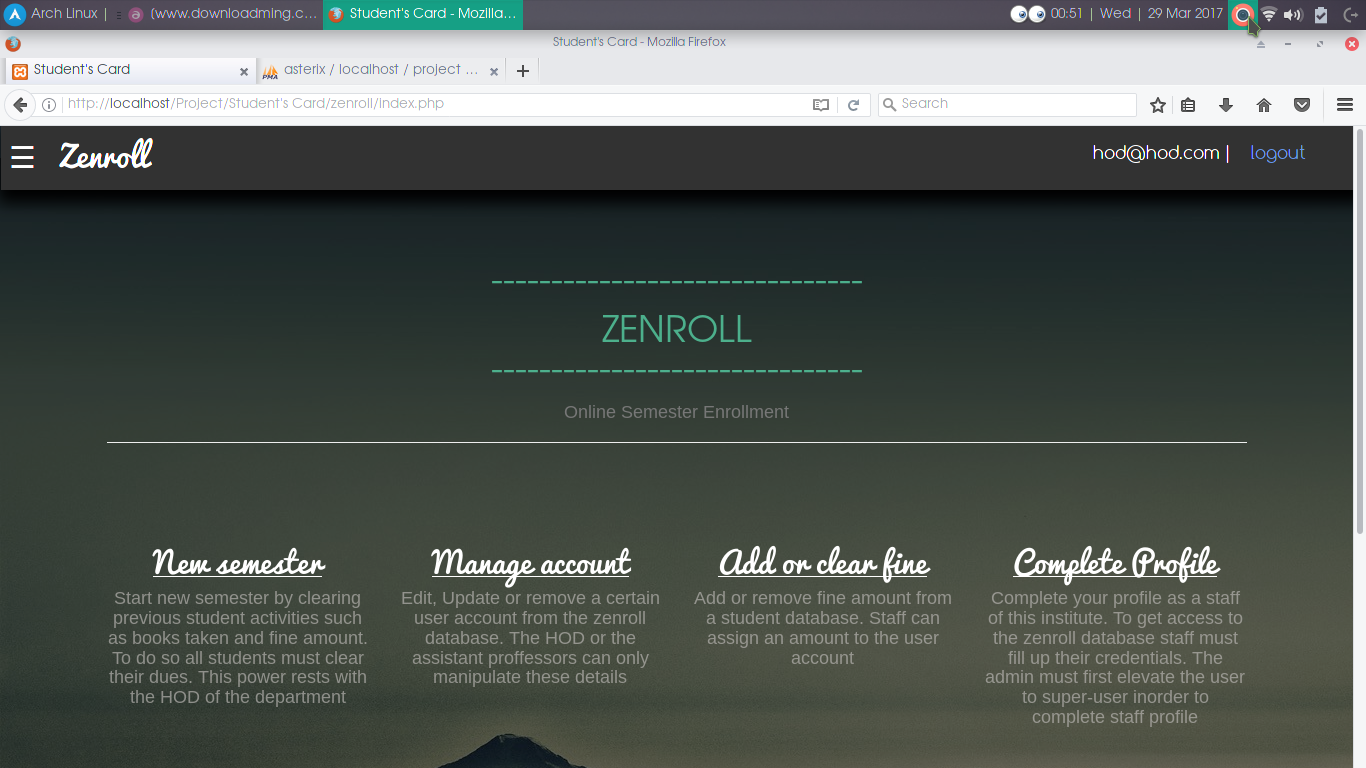 Arch Linux |
[www.downloadming.c...
Student's Card - Mozilla...
00:51 | Wed | 29 Mar 2017
Student's Card - Mozilla Firefox
Student's Card
PMA
asterix / localhost / project ...
http://localhost/Project/Student's Card/zenroll/index.php
Search
Zenroll
hod@hod.com |
logout
-------------------------------
ZENROLL
-------------------------------
Online Semester Enrollment
New semester
Start new semester by clearing
previous student activities such
as books taken and fine amount.
To do so all students must clear
their dues. This power rests with
the HOD of the department
Manage account
Edit, Update or remove a certain
user account from the zenroll
database. The HOD or the
assistant proffessors can only
manipulate these details
Add or clear fine
Add or remove fine amount from
a student database. Staff can
assign an amount to the user
account
Complete Profile
Complete your profile as a staff
of this institute. To get access to
the zenroll database staff must
fill up their credentials. The
admin must first elevate the user
to super-user inorder to
complete staff profile